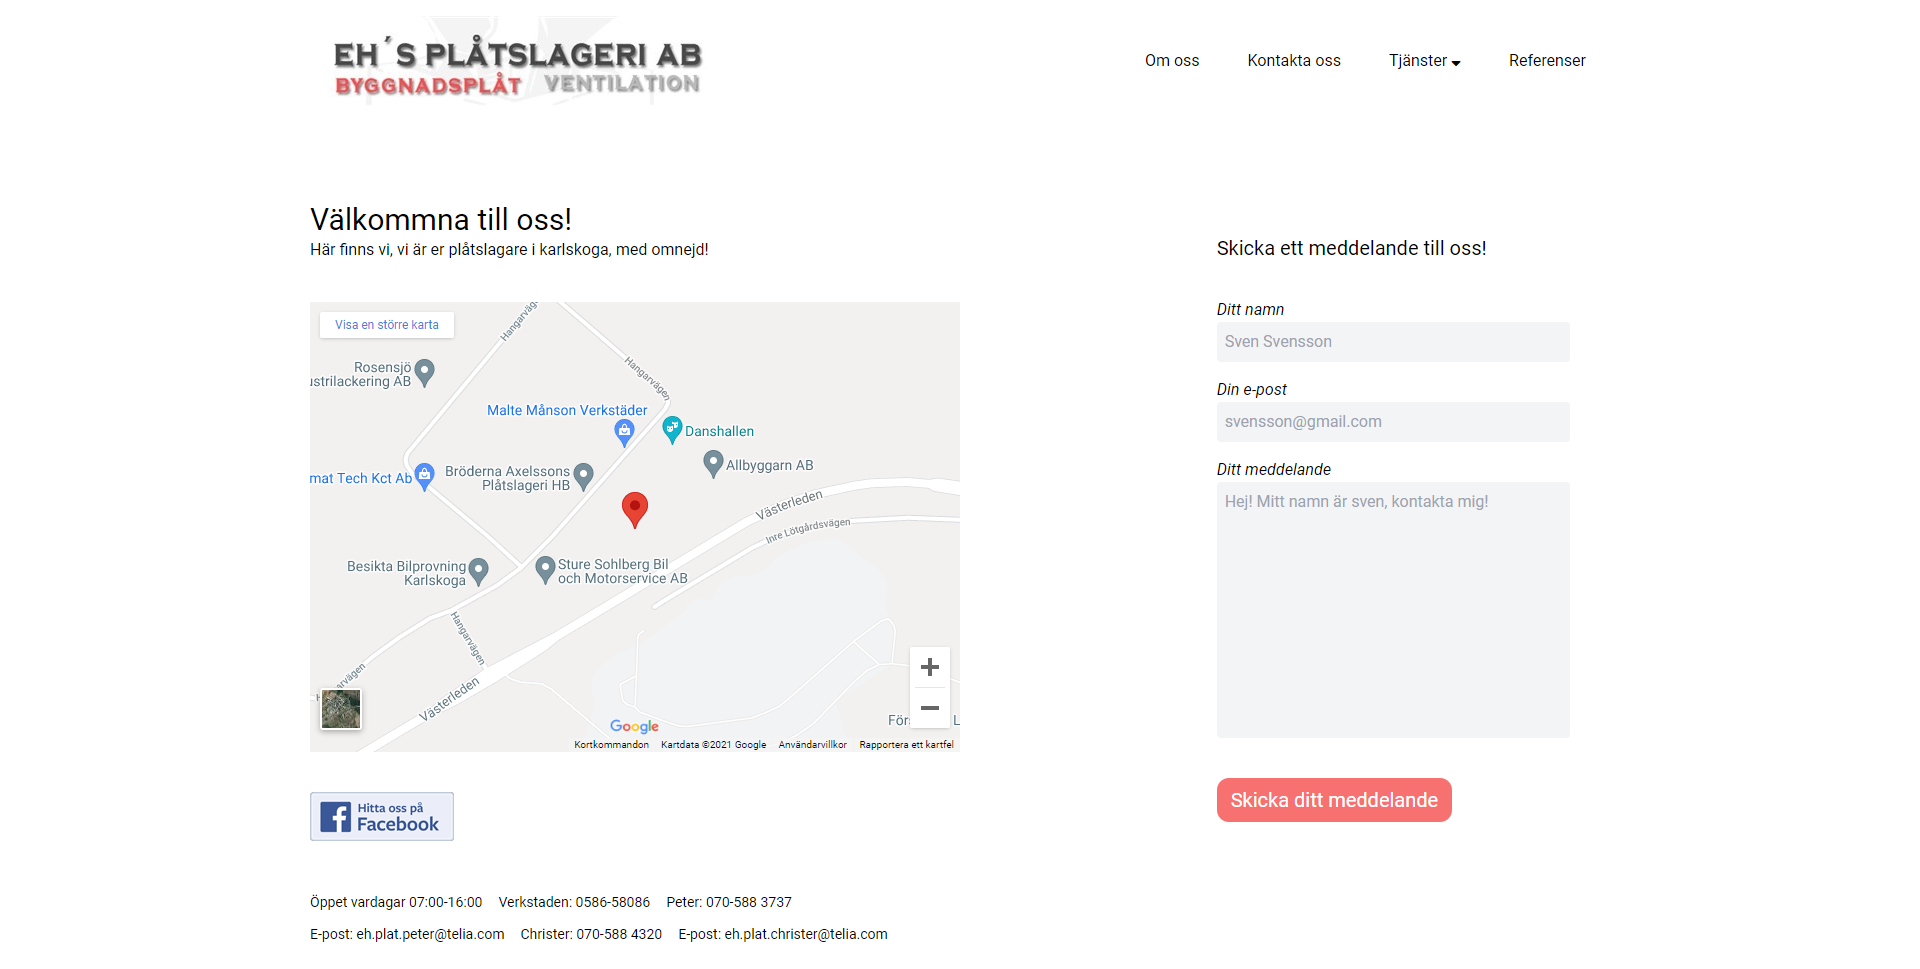 EH´S PLÅTSLAGERI AB
BYGGNADSPLÅT VENTILATION
Om oss Kontakta oss Tjänster Referenser
Välkommna till oss!
Här finns vi, vi är er plåtslagare i karlskoga, med omnejd!
Visa en större karta
Hangarväg
Hangarvägen
Rosensjö
ustrilackering AB
Malte Månson Verkstäder
Danshallen
Allbyggarn AB
Bröderna Axelssons
Plåtslageri HB
mat Tech Kct Ab
Västerleden
Inre Lötgårdsvägen
Besikta Bilprovning
Karlskoga
Sture Sohlberg Bil
och Motorservice AB
Hangarvägen
Västerleden
Google
Kortkommandon Kartdata ©2021 Google Användarvillkor Rapportera ett kartfel
Hitta oss på
Facebook
Öppet vardagar 07:00-16:00 Verkstaden: 0586-58086 Peter: 070-588 3737
E-post: eh.plat.peter@telia.com Christer: 070-588 4320 E-post: eh.plat.christer@telia.com
Skicka ett meddelande till oss!
Ditt namn
Sven Svensson
Din e-post
svensson@gmail.com
Ditt meddelande
Hej! Mitt namn är sven, kontakta mig!
Skicka ditt meddelande